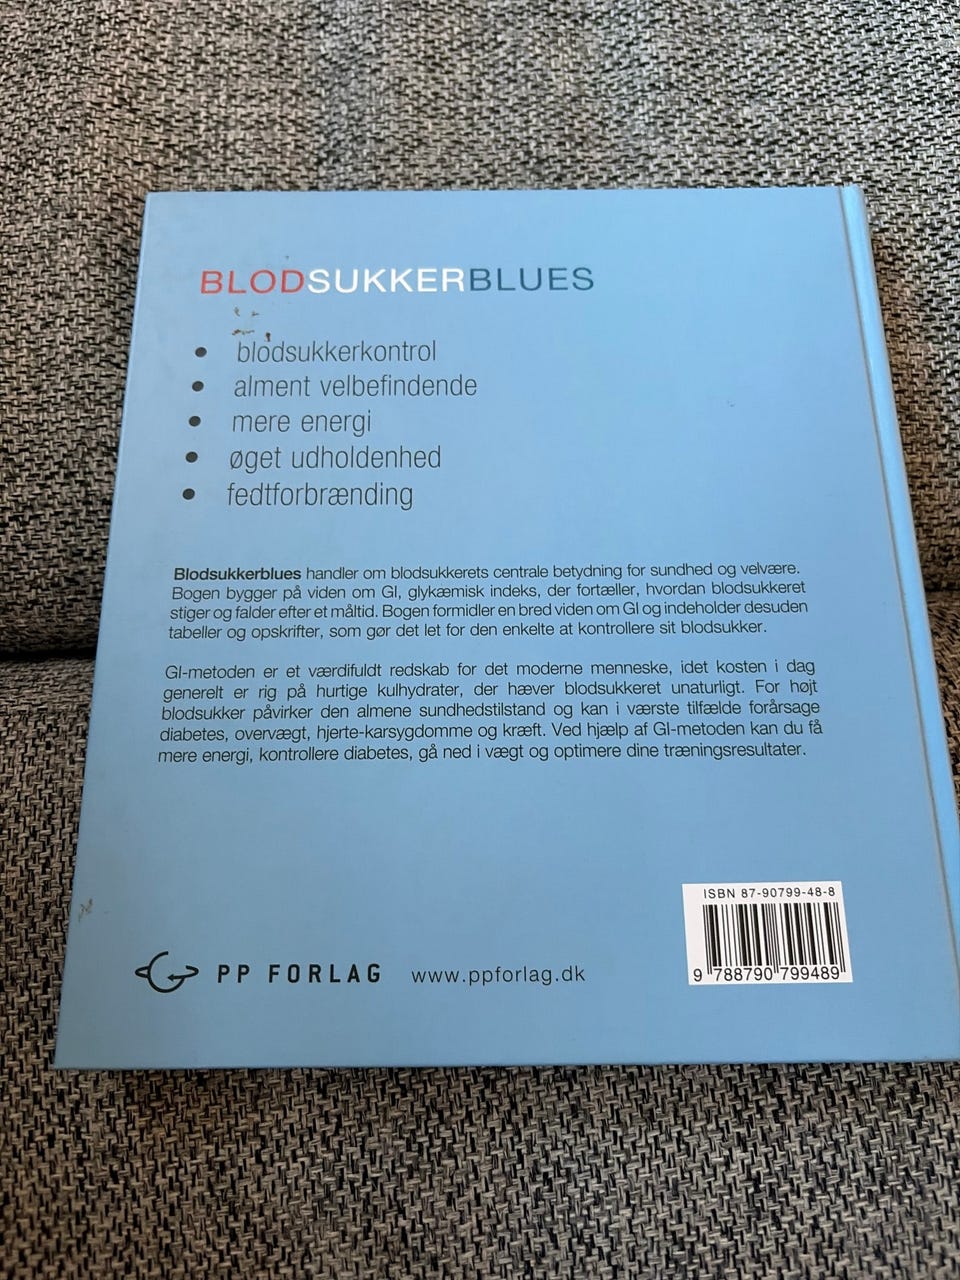 BLODSUKKERBLUES
• blodsukkerkontrol
• alment velbefindende
• mere energi
• øget udholdenhed
• fedtforbrænding
Blodsukkerblues handler om blodsukkerets centrale betydning for sundhed og velvære.
Bogen bygger på viden om GI, glykæmisk indeks, der fortæller, hvordan blodsukkeret
stiger og falder efter et måltid. Bogen formidler en bred viden om GI og indeholder desuden
tabeller og opskrifter, som gør det let for den enkelte at kontrollere sit blodsukker.
GI-metoden er et værdifuldt redskab for det moderne menneske, idet kosten i dag
generelt er rig på hurtige kulhydrater, der hæver blodsukkeret unaturligt. For højt
blodsukker påvirker den almene sundhedstilstand og kan i værste tilfælde forårsage
diabetes, overvægt, hjerte-karsygdomme og kræft. Ved hjælp af GI-metoden kan du få
mere energi, kontrollere diabetes, gå ned i vægt og optimere dine træningsresultater.
ISBN 87-90799-48-8
9 788790 799489
PP FORLAG www.ppforlag.dk